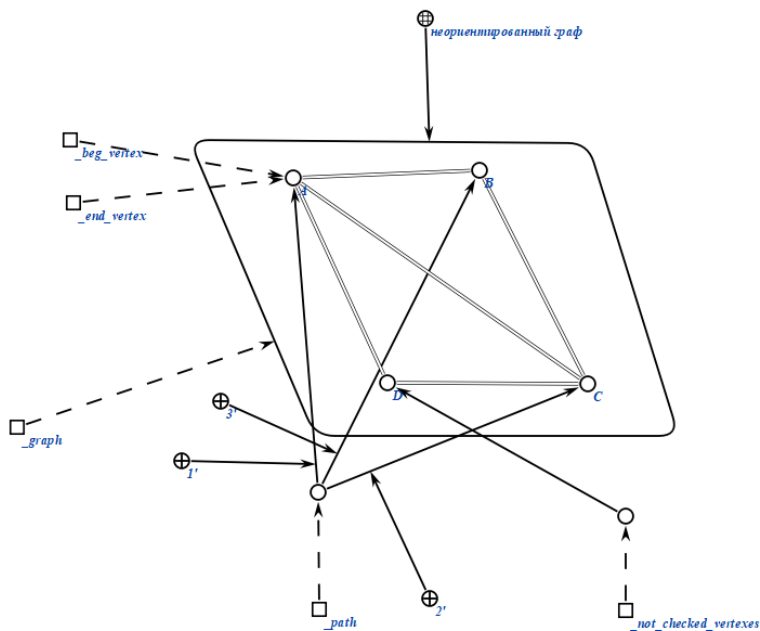 неориентированный граф
_beg_vertex
A
B
_end_vertex
D
C
3'
_graph
1'
2'
_path
_not_checked_vertexes